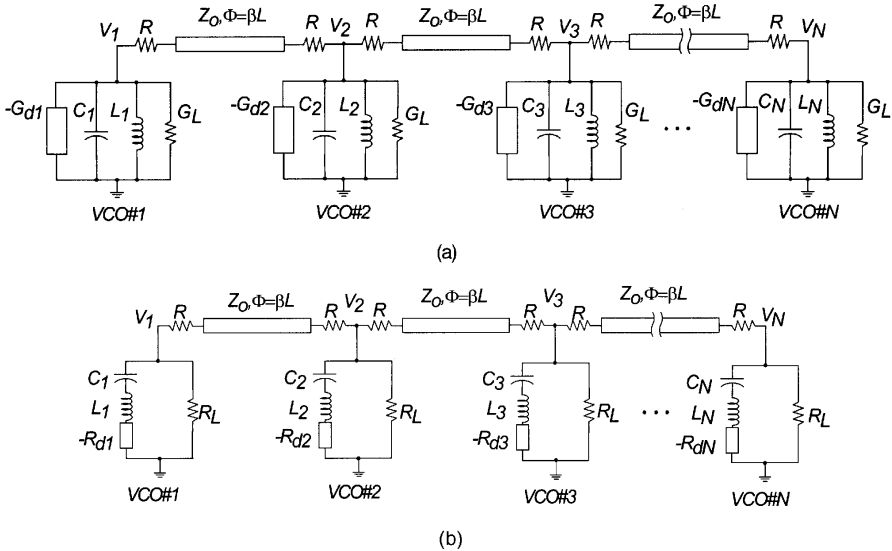 V1 R Zo,Φ=βL R V2 R Zo,Φ=βL R V3 R Zo,Φ=βL R VN
-Gd1 C1 L1 GL -Gd2 C2 L2 GL -Gd3 C3 L3 GL ... -GdN CN LN GL
VCO#1 VCO#2 VCO#3 VCO#N
(a)
V1 R Zo,Φ=βL R V2 R Zo,Φ=βL R V3 R Zo,Φ=βL R VN
C1 C2 C3 CN
L1 RL L2 RL L3 RL ... LN RL
-Rd1 -Rd2 -Rd3 -RdN
VCO#1 VCO#2 VCO#3 VCO#N
(b)